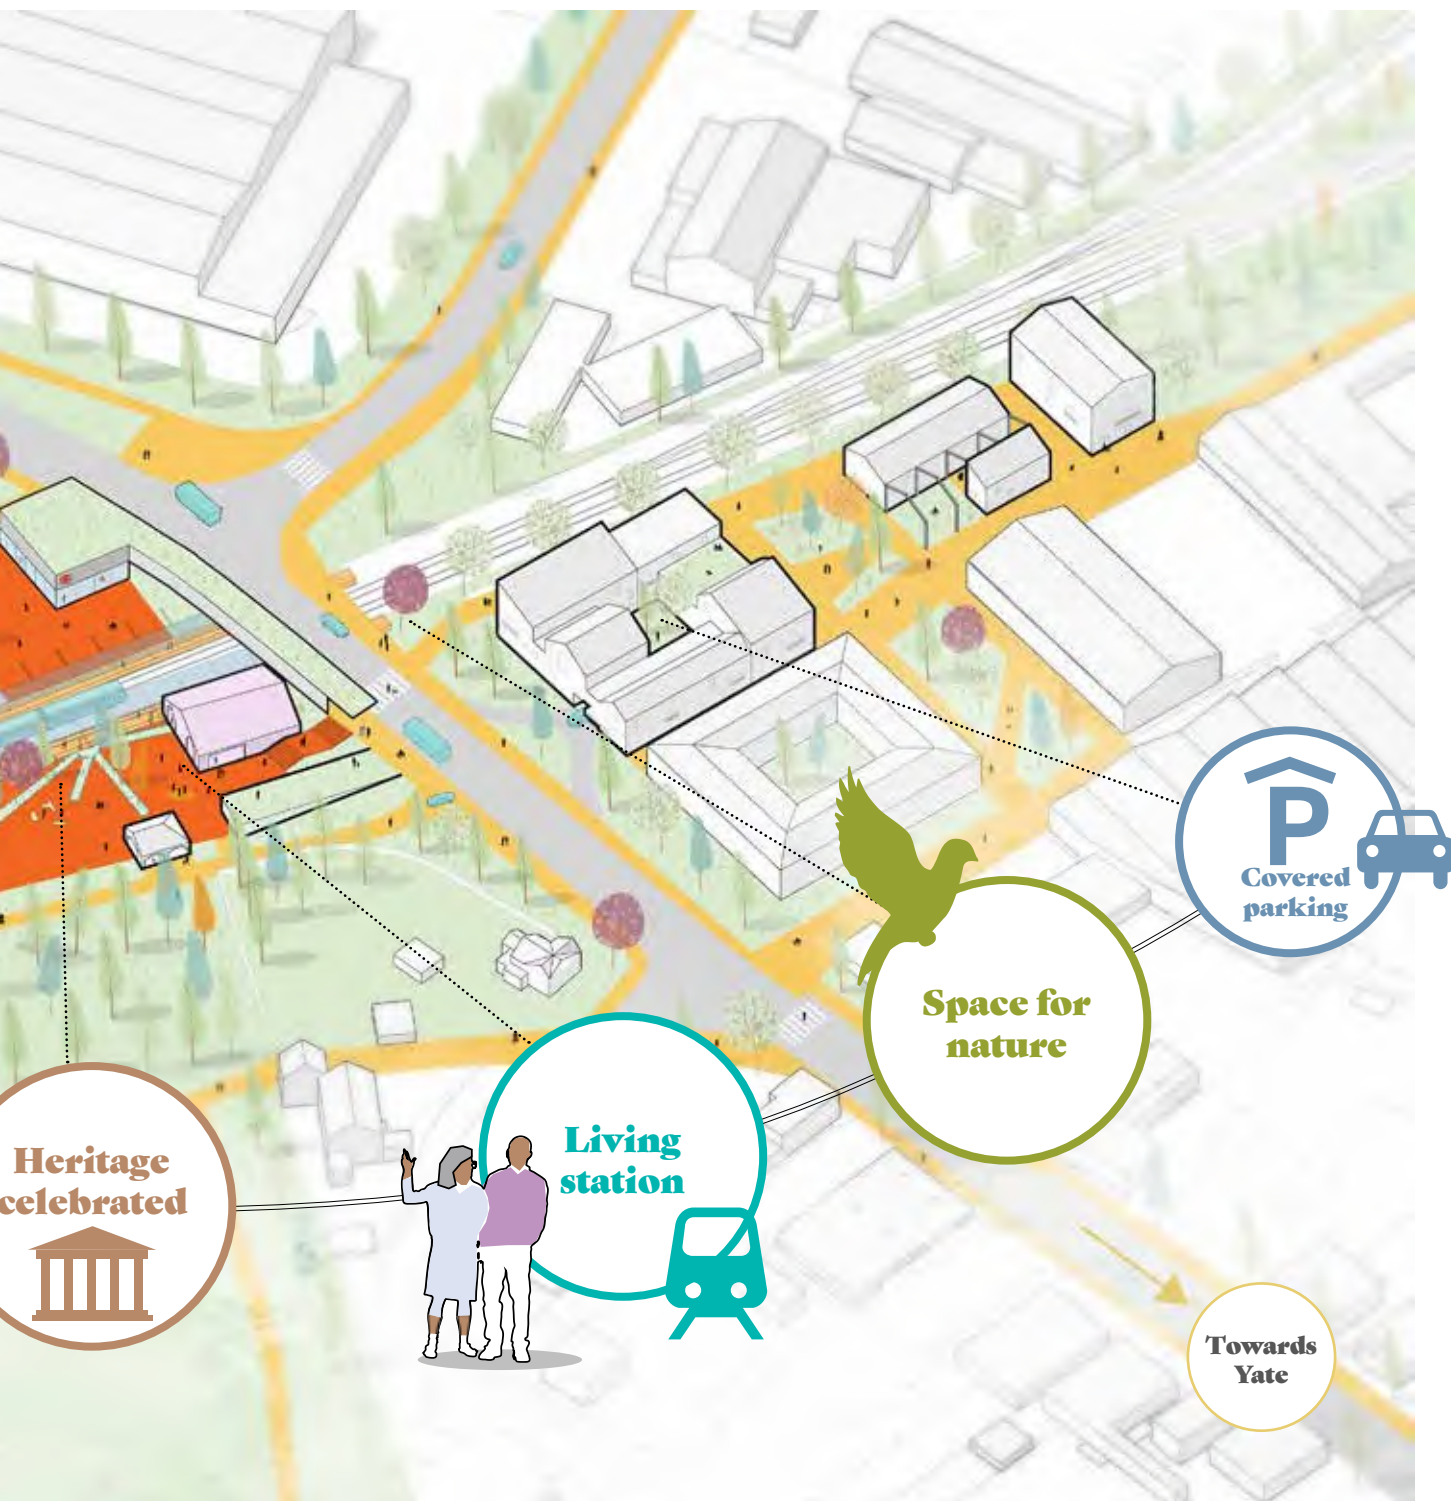 P
Covered
parking
Space for
nature
Living
station
Heritage
celebrated
Towards
Yate